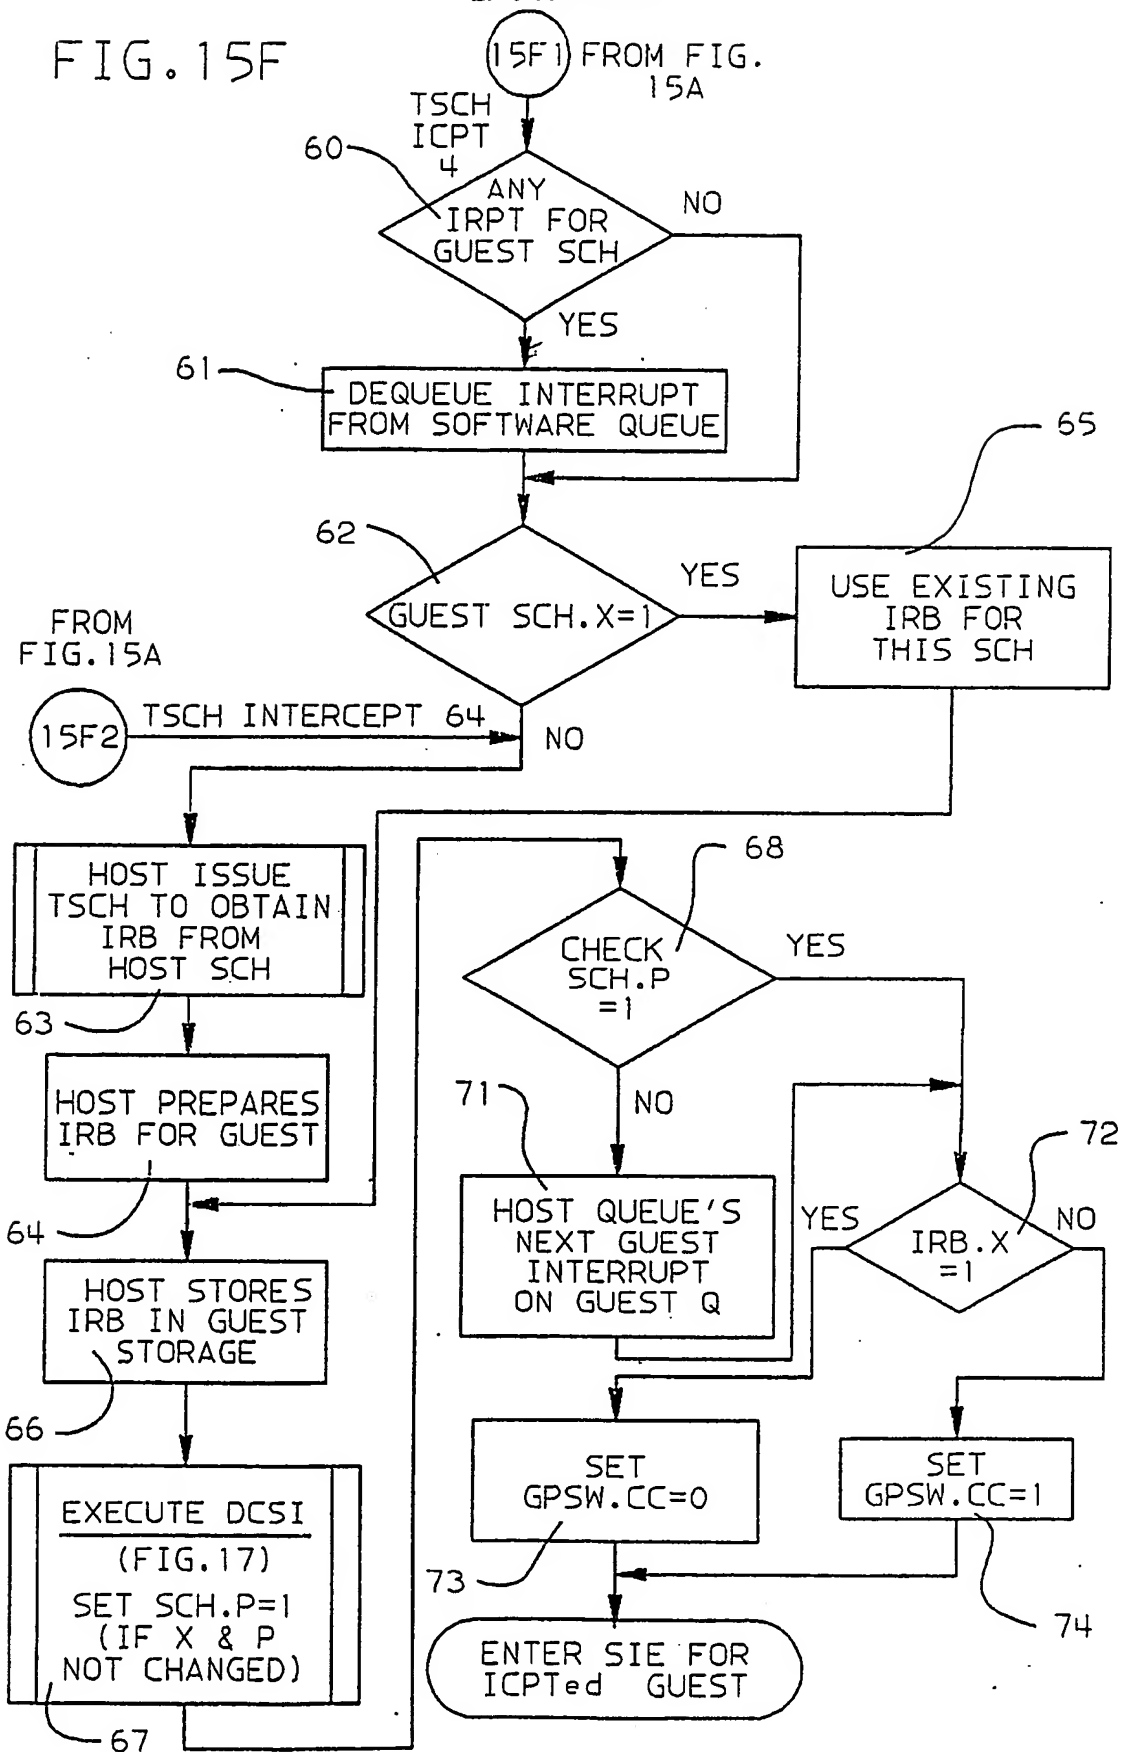 FIG.15F
15F1
FROM FIG.
15A
TSCH
ICPT
4
60
ANY
IRPT FOR
GUEST SCH
NO
YES
61
DEQUEUE INTERRUPT
FROM SOFTWARE QUEUE
62
GUEST SCH.X=1
YES
65
USE EXISTING
IRB FOR
THIS SCH
FROM
FIG.15A
15F2
TSCH INTERCEPT 64
NO
HOST ISSUE
TSCH TO OBTAIN
IRB FROM
HOST SCH
63
HOST PREPARES
IRB FOR GUEST
64
HOST STORES
IRB IN GUEST
STORAGE
66
EXECUTE DCSI
(FIG.17)
SET SCH.P=1
(IF X & P
NOT CHANGED)
67
68
CHECK
SCH.P
=1
YES
NO
71
HOST QUEUE'S
NEXT GUEST
INTERRUPT
ON GUEST Q
72
YES
IRB.X
=1
NO
SET
GPSW.CC=0
73
SET
GPSW.CC=1
74
ENTER SIE FOR
ICPTed GUEST